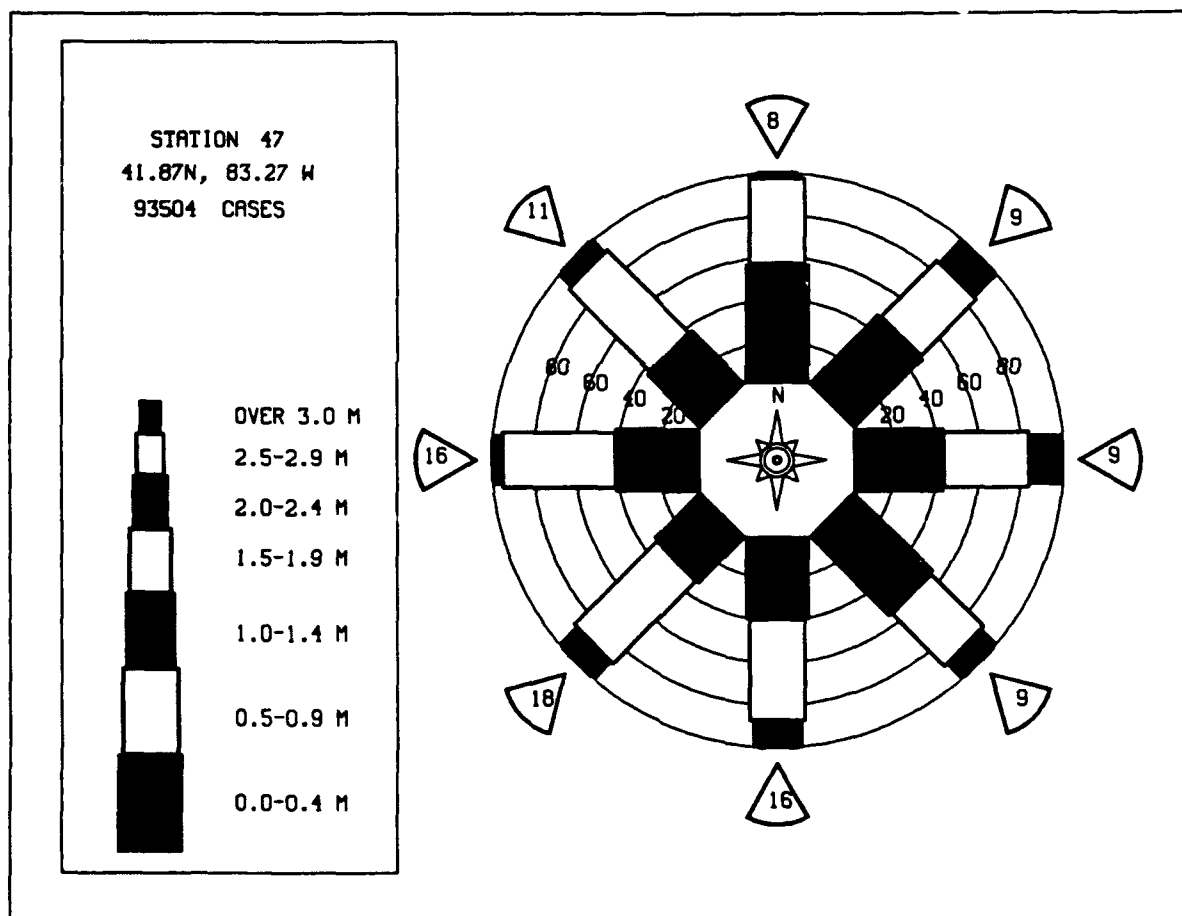 STATION 47
41.87N, 83.27 W
93504 CASES
OVER 3.0 M
2.5-2.9 M
2.0-2.4 M
1.5-1.9 M
1.0-1.4 M
0.5-0.9 M
0.0-0.4 M
8
11
9
80
60
40
20
N
20
40
60
80
16
9
18
9
16